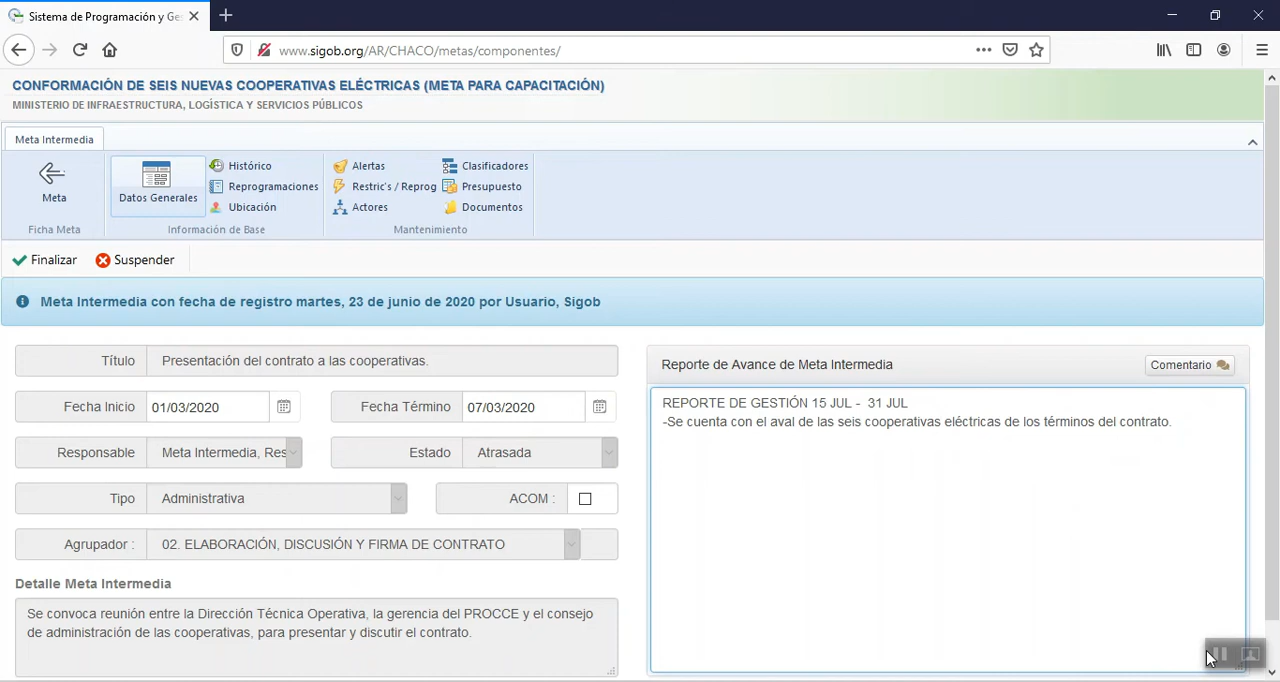 Sistema de Programación y Ge
www.sigob.org/AR/CHACO/metas/componentes/
CONFORMACIÓN DE SEIS NUEVAS COOPERATIVAS ELÉCTRICAS (META PARA CAPACITACIÓN)
MINISTERIO DE INFRAESTRUCTURA, LOGÍSTICA Y SERVICIOS PÚBLICOS
Meta Intermedia
Meta
Ficha Meta
Datos Generales
Histórico
Reprogramaciones
Ubicación
Información de Base
Alertas
Restric's / Reprog
Actores
Clasificadores
Presupuesto
Documentos
Mantenimiento
Finalizar
Suspender
Meta Intermedia con fecha de registro martes, 23 de junio de 2020 por Usuario, Sigob
Título
Presentación del contrato a las cooperativas.
Fecha Inicio
01/03/2020
Fecha Término
07/03/2020
Responsable
Meta Intermedia, Res
Estado
Atrasada
Tipo
Administrativa
ACOM :
Agrupador :
02. ELABORACIÓN, DISCUSIÓN Y FIRMA DE CONTRATO
Detalle Meta Intermedia
Se convoca reunión entre la Dirección Técnica Operativa, la gerencia del PROCCE y el consejo
de administración de las cooperativas, para presentar y discutir el contrato.
Reporte de Avance de Meta Intermedia
Comentario
REPORTE DE GESTIÓN 15 JUL - 31 JUL
-Se cuenta con el aval de las seis cooperativas eléctricas de los términos del contrato.